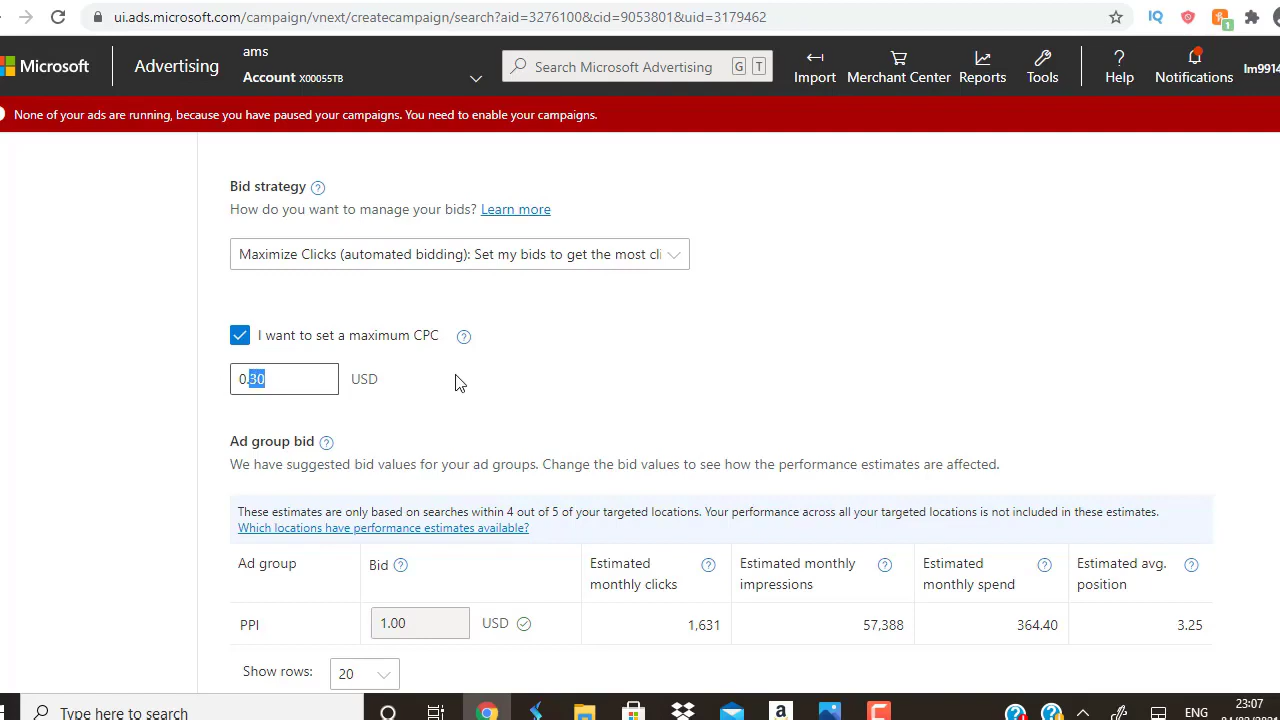 ui.ads.microsoft.com/campaign/vnext/createcampaign/search?aid=3276100&cid=9053801&uid=3179462
IQ
1
Microsoft
Advertising
ams
Account X00055TB
Search Microsoft Advertising
G T
Import
Merchant Center
Reports
Tools
Help
Notifications
lm9914
None of your ads are running, because you have paused your campaigns. You need to enable your campaigns.
Bid strategy
How do you want to manage your bids? Learn more
Maximize Clicks (automated bidding): Set my bids to get the most cli
I want to set a maximum CPC
0.30 USD
Ad group bid
We have suggested bid values for your ad groups. Change the bid values to see how the performance estimates are affected.
These estimates are only based on searches within 4 out of 5 of your targeted locations. Your performance across all your targeted locations is not included in these estimates.
Which locations have performance estimates available?
Ad group
Bid
Estimated
monthly clicks
Estimated monthly
impressions
Estimated
monthly spend
Estimated avg.
position
PPI 1.00 USD 1,631 57,388 364.40 3.25
Show rows: 20
Type here to search
ENG
23:07